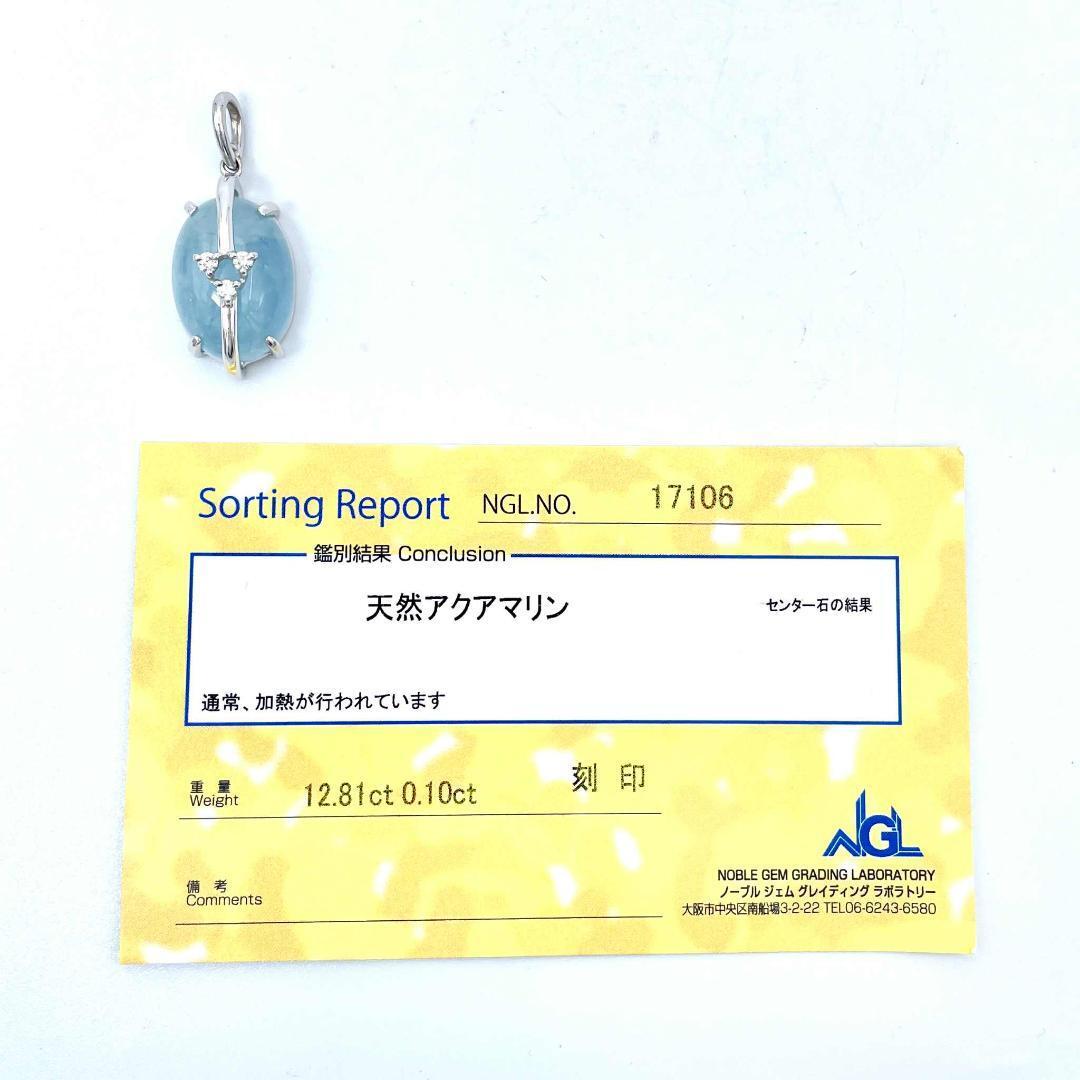 Sorting Report NGL.NO. 17106
鑑別結果 Conclusion
天然アクアマリン センター石の結果
通常、加熱が行われています
重量 12.81ct 0.10ct 刻印
Weight
NGL
備考
Comments
NOBLE GEM GRADING LABORATORY
ノーブル ジェム グレイディング ラボラトリー
大阪市中央区南船場3-2-22 TEL06-6243-6580